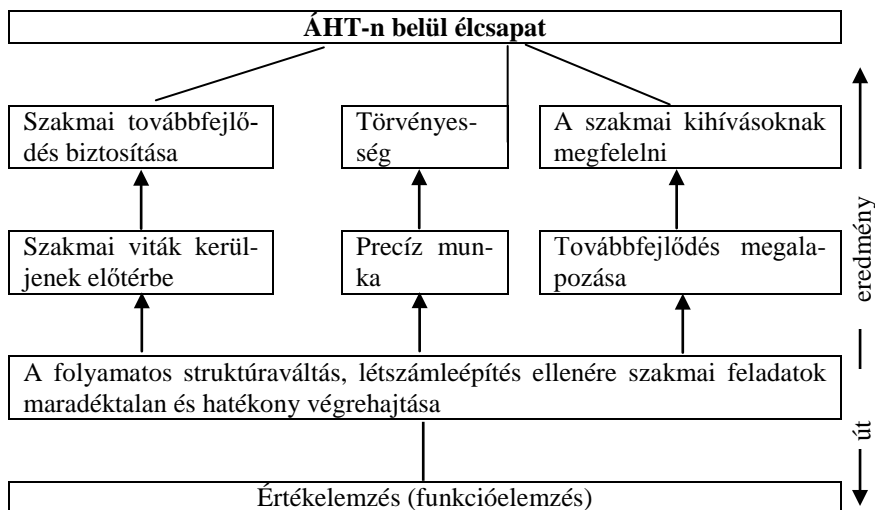 ÁHT-n belül élcsapat
Szakmai továbbfejlő-
dés biztosítása
Törvényes-
ség
A szakmai kihívásoknak
megfelelni
Szakmai viták kerül-
jenek előtérbe
Precíz mun-
ka
Továbbfejlődés megala-
pozása
A folyamatos struktúraváltás, létszámleépítés ellenére szakmai feladatok
maradéktalan és hatékony végrehajtása
Értékelemzés (funkcióelemzés)
eredmény
út